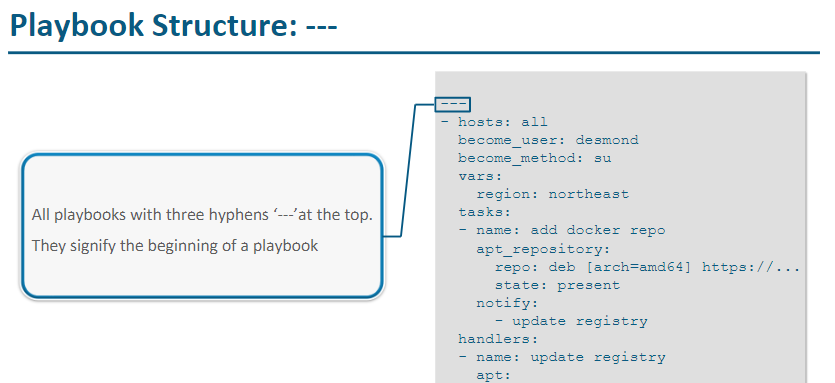 Playbook Structure: ---
All playbooks with three hyphens ‘---’at the top.
They signify the beginning of a playbook
---
- hosts: all
  become_user: desmond
  become_method: su
  vars:
    region: northeast
  tasks:
  - name: add docker repo
    apt_repository:
      repo: deb [arch=amd64] https://...
      state: present
    notify:
      - update registry
  handlers:
  - name: update registry
    apt: